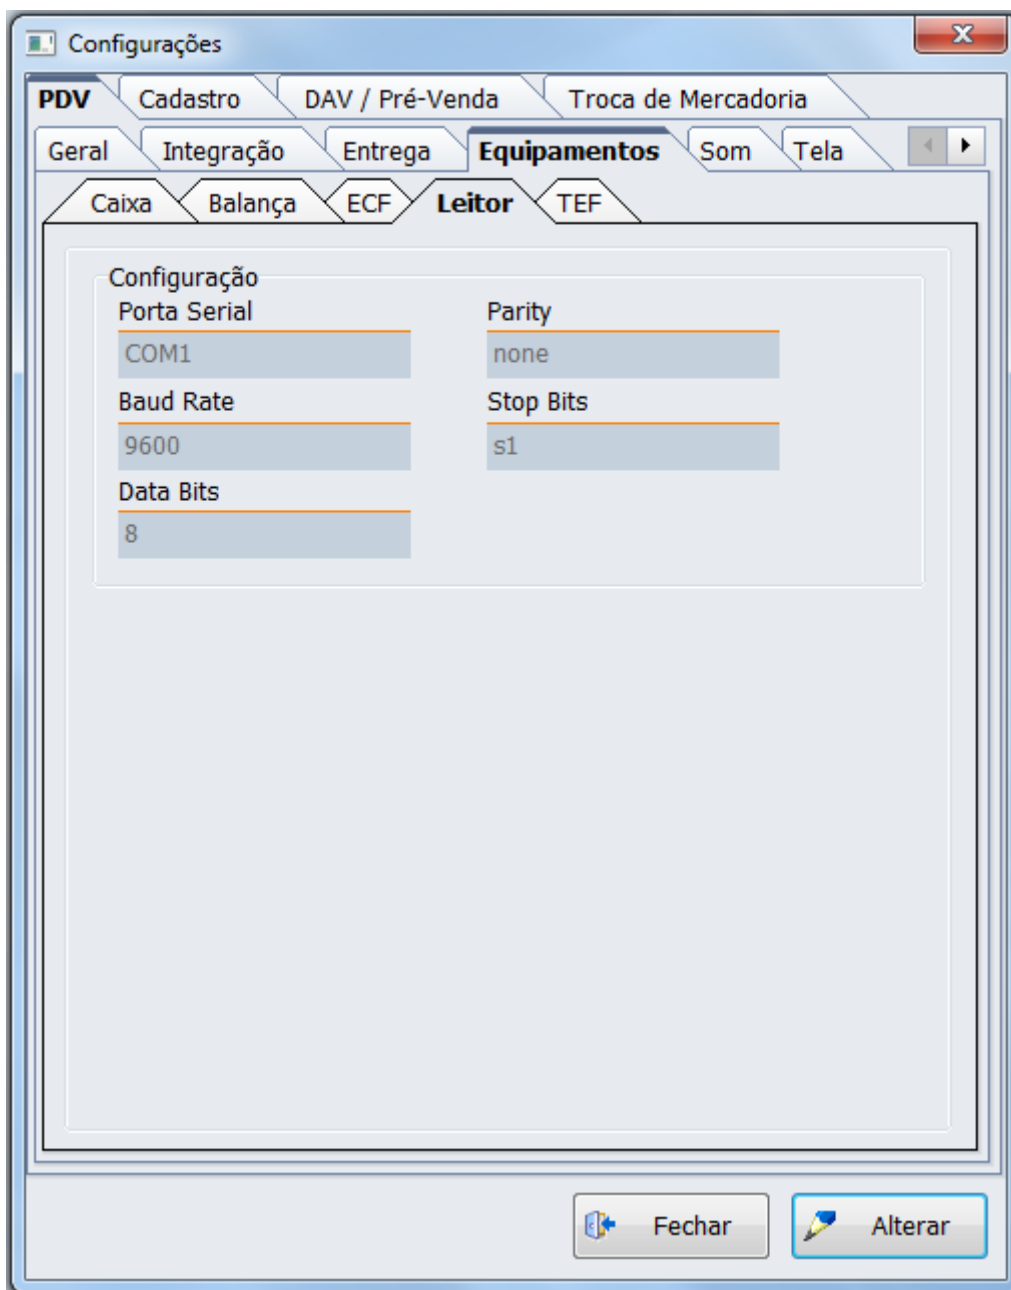 Configurações
PDV Cadastro DAV / Pré-Venda Troca de Mercadoria
Geral Integração Entrega Equipamentos Som Tela
Caixa Balança ECF Leitor TEF
Configuração
Porta Serial Parity
COM1 none
Baud Rate Stop Bits
9600 s1
Data Bits
8
Fechar Alterar